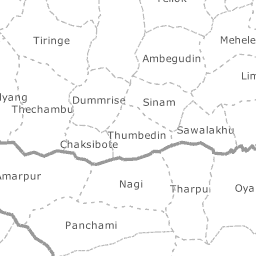 Tiringe
Mehele
Ambegudin
Lim
lyang
Dummrise
Sinam
Thechambu
Thumbedin
Sawalakhu
Chaksibote
Amarpur
Nagi
Tharpu
Oya
Panchami